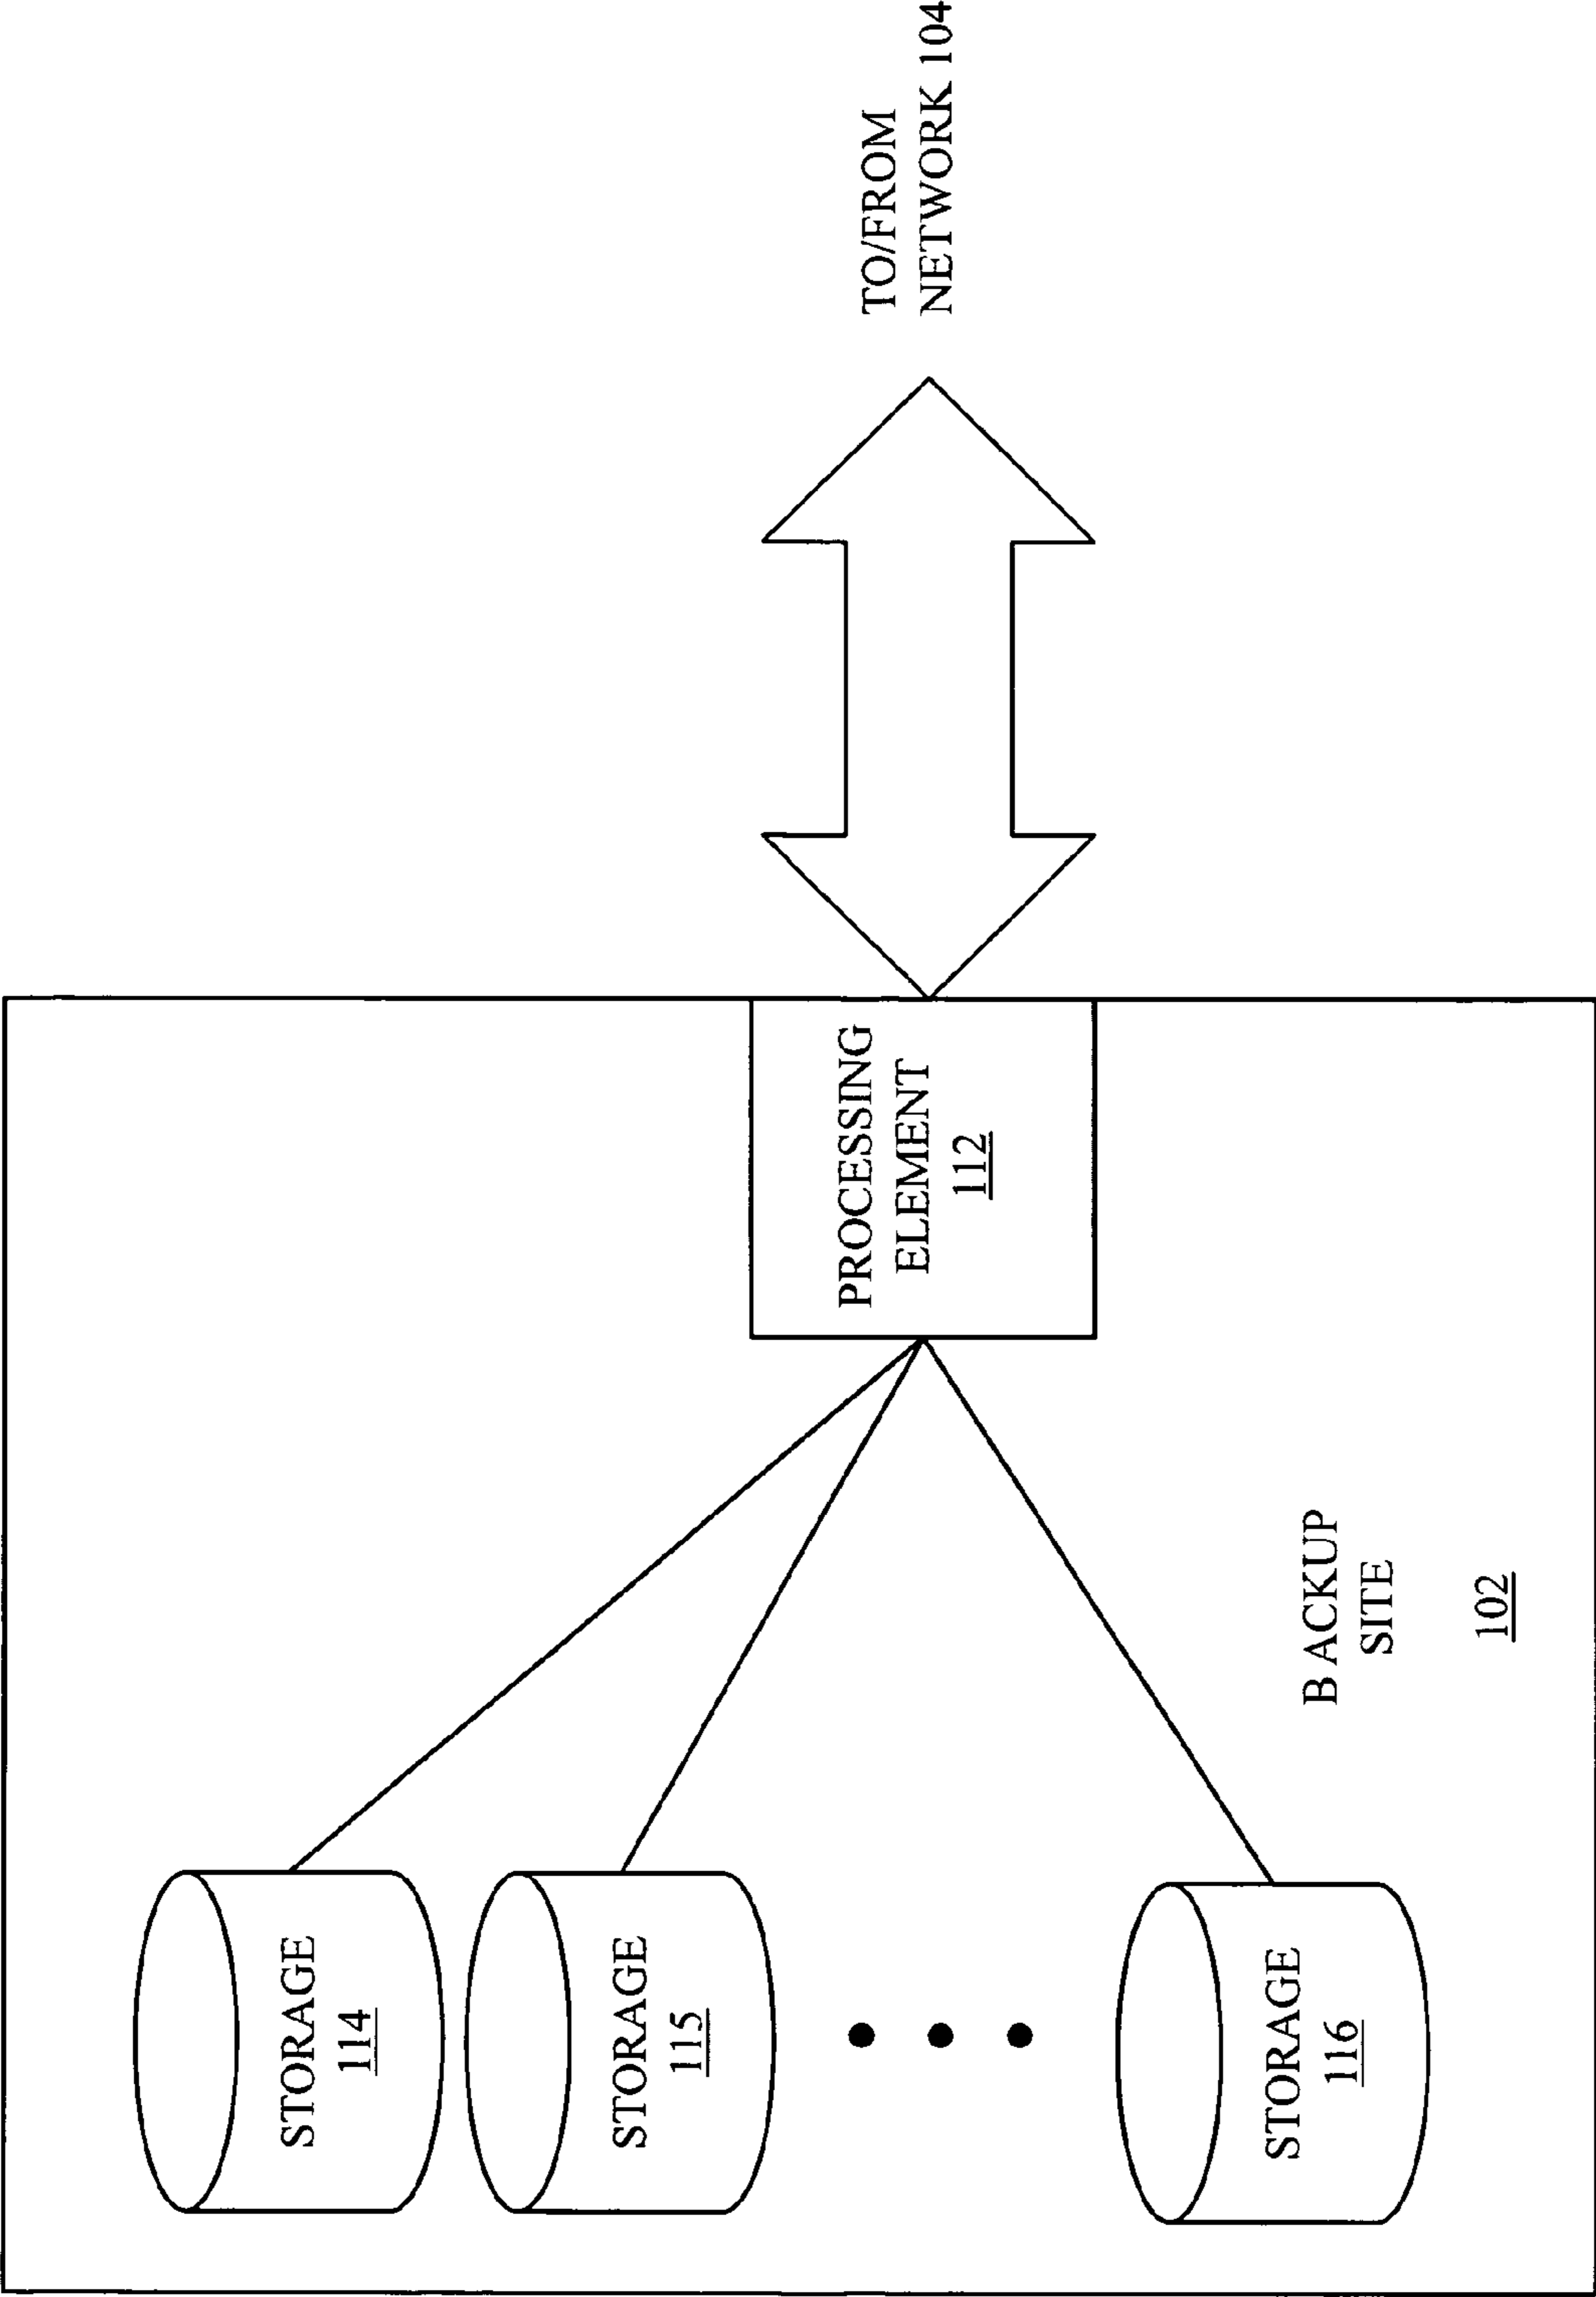 STORAGE
114
STORAGE
115
STORAGE
116
B ACKUP
SITE
102
PROCESSING
ELEMENT
112
TO/FROM
NETWORK 104